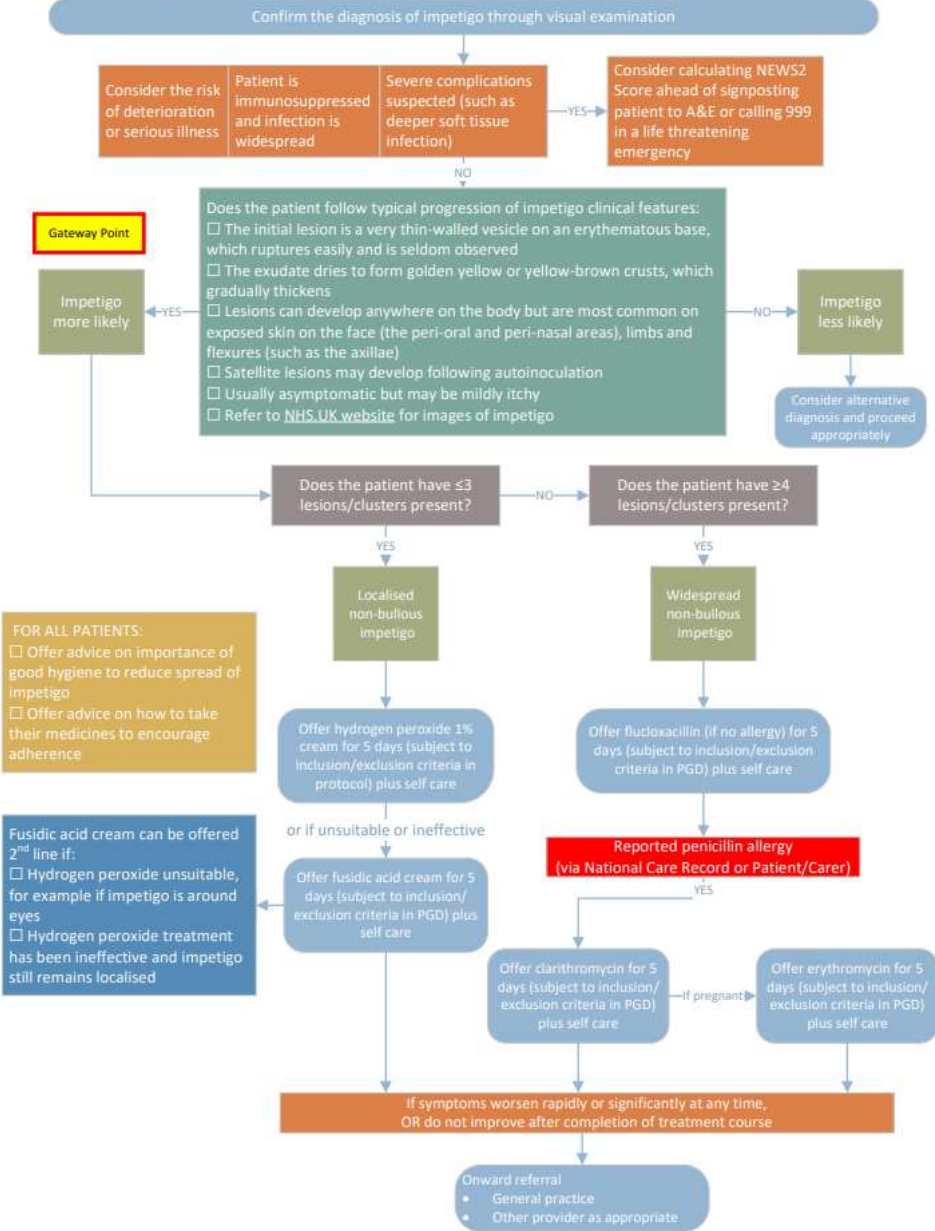 Confirm the diagnosis of impetigo through visual examination
Consider the risk
of deterioration
or serious illness
Patient is
immunosuppressed
and infection is
widespread
Severe complications
suspected (such as
deeper soft tissue
infection)
YES
Consider calculating NEWS2
Score ahead of signposting
patient to A&E or calling 999
in a life threatening
emergency
NO
Gateway Point
Does the patient follow typical progression of impetigo clinical features:
☐ The initial lesion is a very thin-walled vesicle on an erythematous base,
which ruptures easily and is seldom observed
☐ The exudate dries to form golden yellow or yellow-brown crusts, which
gradually thickens
☐ Lesions can develop anywhere on the body but are most common on
exposed skin on the face (the peri-oral and peri-nasal areas), limbs and
flexures (such as the axillae)
☐ Satellite lesions may develop following autoinoculation
☐ Usually asymptomatic but may be mildly itchy
☐ Refer to NHS.UK website for images of impetigo
YES
Impetigo
more likely
NO
Impetigo
less likely
Consider alternative
diagnosis and proceed
appropriately
Does the patient have ≤3
lesions/clusters present?
NO
Does the patient have ≥4
lesions/clusters present?
YES
YES
Localised
non-bullous
impetigo
Widespread
non-bullous
impetigo
FOR ALL PATIENTS:
☐ Offer advice on importance of
good hygiene to reduce spread of
impetigo
☐ Offer advice on how to take
their medicines to encourage
adherence
Offer hydrogen peroxide 1%
cream for 5 days (subject to
inclusion/exclusion criteria in
protocol) plus self care
Offer flucloxacillin (if no allergy) for 5
days (subject to inclusion/exclusion
criteria in PGD) plus self care
or if unsuitable or ineffective
Fusidic acid cream can be offered
2nd line if:
☐ Hydrogen peroxide unsuitable,
for example if impetigo is around
eyes
☐ Hydrogen peroxide treatment
has been ineffective and impetigo
still remains localised
Offer fusidic acid cream for 5
days (subject to inclusion/
exclusion criteria in PGD) plus
self care
Reported penicillin allergy
(via National Care Record or Patient/Carer)
YES
Offer clarithromycin for 5
days (subject to inclusion/
exclusion criteria in PGD)
plus self care
If pregnant
Offer erythromycin for 5
days (subject to inclusion/
exclusion criteria in PGD)
plus self care
If symptoms worsen rapidly or significantly at any time,
OR do not improve after completion of treatment course
Onward referral
• General practice
• Other provider as appropriate